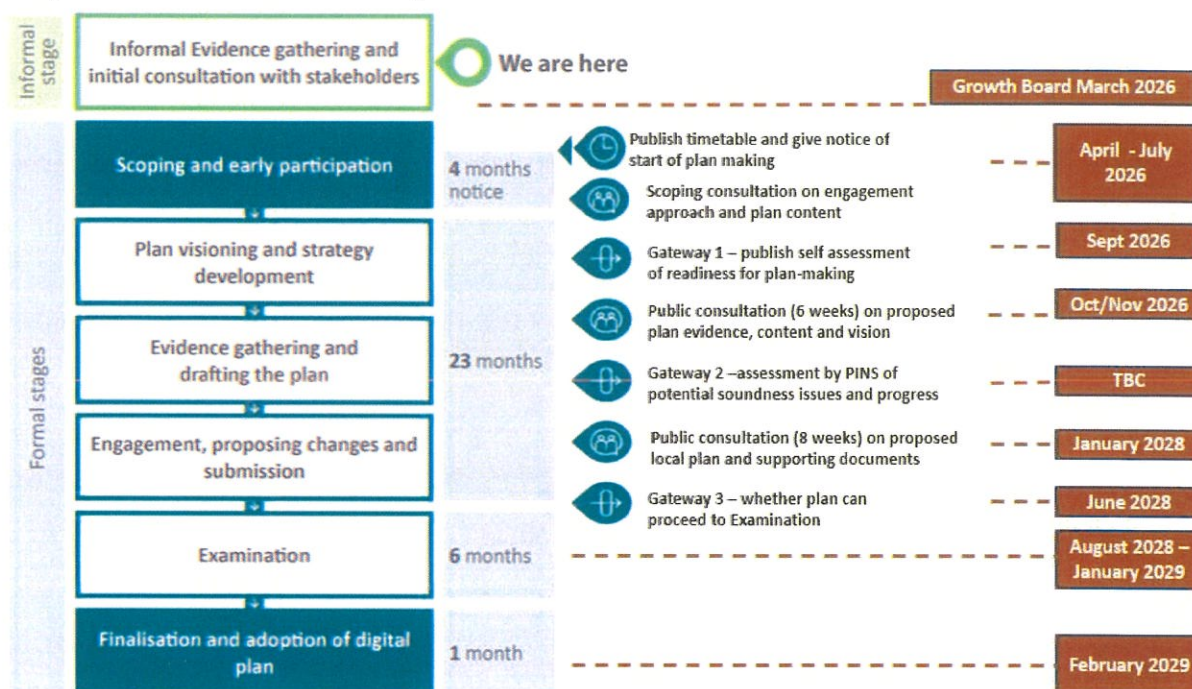 Informal
stage
Informal Evidence gathering and
initial consultation with stakeholders
We are here
Growth Board March 2026
Formal stages
Scoping and early participation
4 months
notice
Publish timetable and give notice of
start of plan making
April - July
2026
Scoping consultation on engagement
approach and plan content
Plan visioning and strategy
development
Gateway 1 – publish self assessment
of readiness for plan-making
Sept 2026
Public consultation (6 weeks) on proposed
plan evidence, content and vision
Oct/Nov 2026
Evidence gathering and
drafting the plan
23 months
Gateway 2 –assessment by PINS of
potential soundness issues and progress
TBC
Engagement, proposing changes and
submission
Public consultation (8 weeks) on proposed
local plan and supporting documents
January 2028
Gateway 3 – whether plan can
proceed to Examination
June 2028
Examination
6 months
August 2028 –
January 2029
Finalisation and adoption of digital
plan
1 month
February 2029